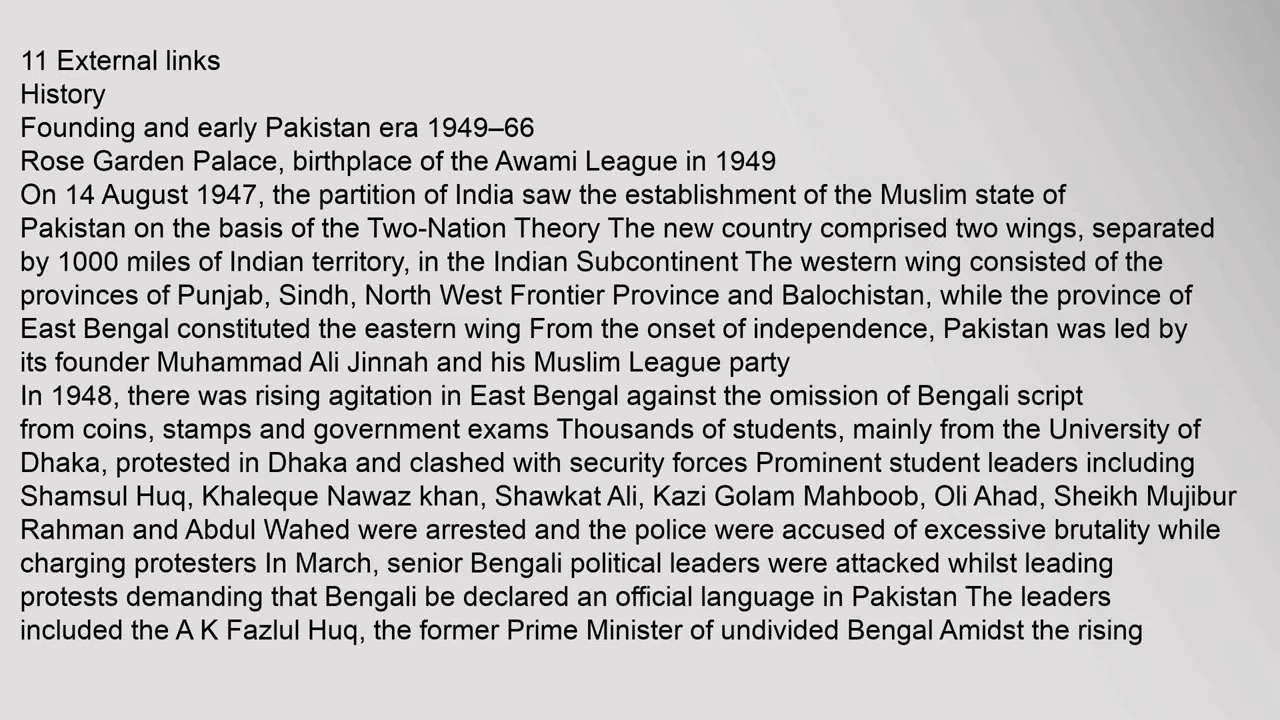 11 External links
History
Founding and early Pakistan era 1949–66
Rose Garden Palace, birthplace of the Awami League in 1949
On 14 August 1947, the partition of India saw the establishment of the Muslim state of
Pakistan on the basis of the Two-Nation Theory The new country comprised two wings, separated
by 1000 miles of Indian territory, in the Indian Subcontinent The western wing consisted of the
provinces of Punjab, Sindh, North West Frontier Province and Balochistan, while the province of
East Bengal constituted the eastern wing From the onset of independence, Pakistan was led by
its founder Muhammad Ali Jinnah and his Muslim League party
In 1948, there was rising agitation in East Bengal against the omission of Bengali script
from coins, stamps and government exams Thousands of students, mainly from the University of
Dhaka, protested in Dhaka and clashed with security forces Prominent student leaders including
Shamsul Huq, Khaleque Nawaz khan, Shawkat Ali, Kazi Golam Mahboob, Oli Ahad, Sheikh Mujibur
Rahman and Abdul Wahed were arrested and the police were accused of excessive brutality while
charging protesters In March, senior Bengali political leaders were attacked whilst leading
protests demanding that Bengali be declared an official language in Pakistan The leaders
included the A K Fazlul Huq, the former Prime Minister of undivided Bengal Amidst the rising